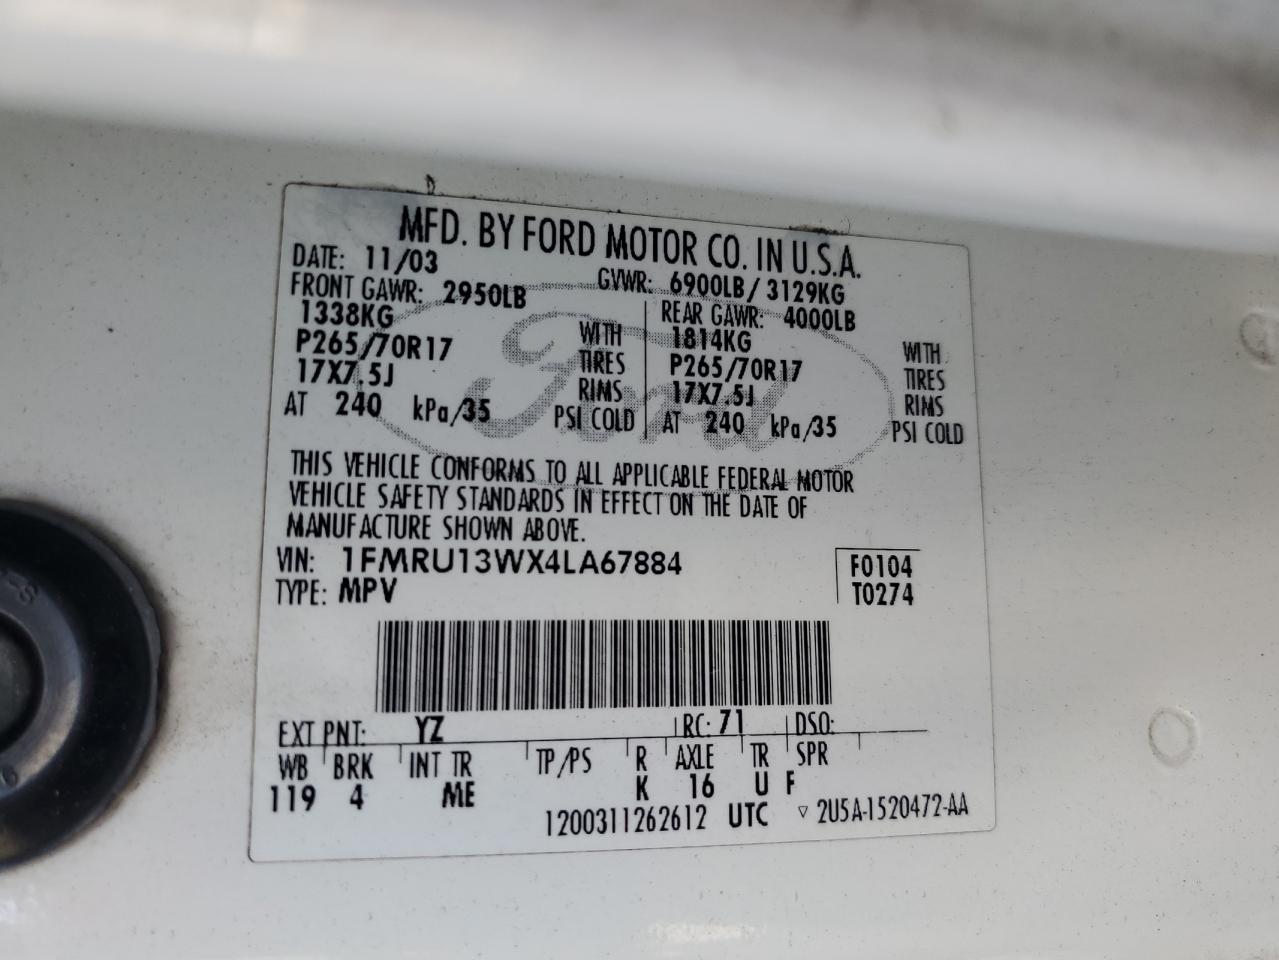 MFD. BY FORD MOTOR CO. IN U.S.A.
DATE: 11/03 GVWR: 6900LB/ 3129KG
FRONT GAWR: 2950LB REAR GAWR: 4000LB
1338KG WITH 1814KG WITH
P265/70R17 TIRES P265/70R17 TIRES
17X7.5J RIMS 17X7.5J RIMS
AT 240 kPa/35 PSI COLD AT 240 kPa/35 PSI COLD
Ford
THIS VEHICLE CONFORMS TO ALL APPLICABLE FEDERAL MOTOR
VEHICLE SAFETY STANDARDS IN EFFECT ON THE DATE OF
MANUFACTURE SHOWN ABOVE.
VIN: 1FMRU13WX4LA67884 F0104
TYPE: MPV T0274
EXT PNT: YZ RC: 71 DSO:
WB BRK INT TR TP/PS R AXLE TR SPR
119 4 ME K 16 U F
1200311262612 UTC ▽ 2U5A-1520472-AA